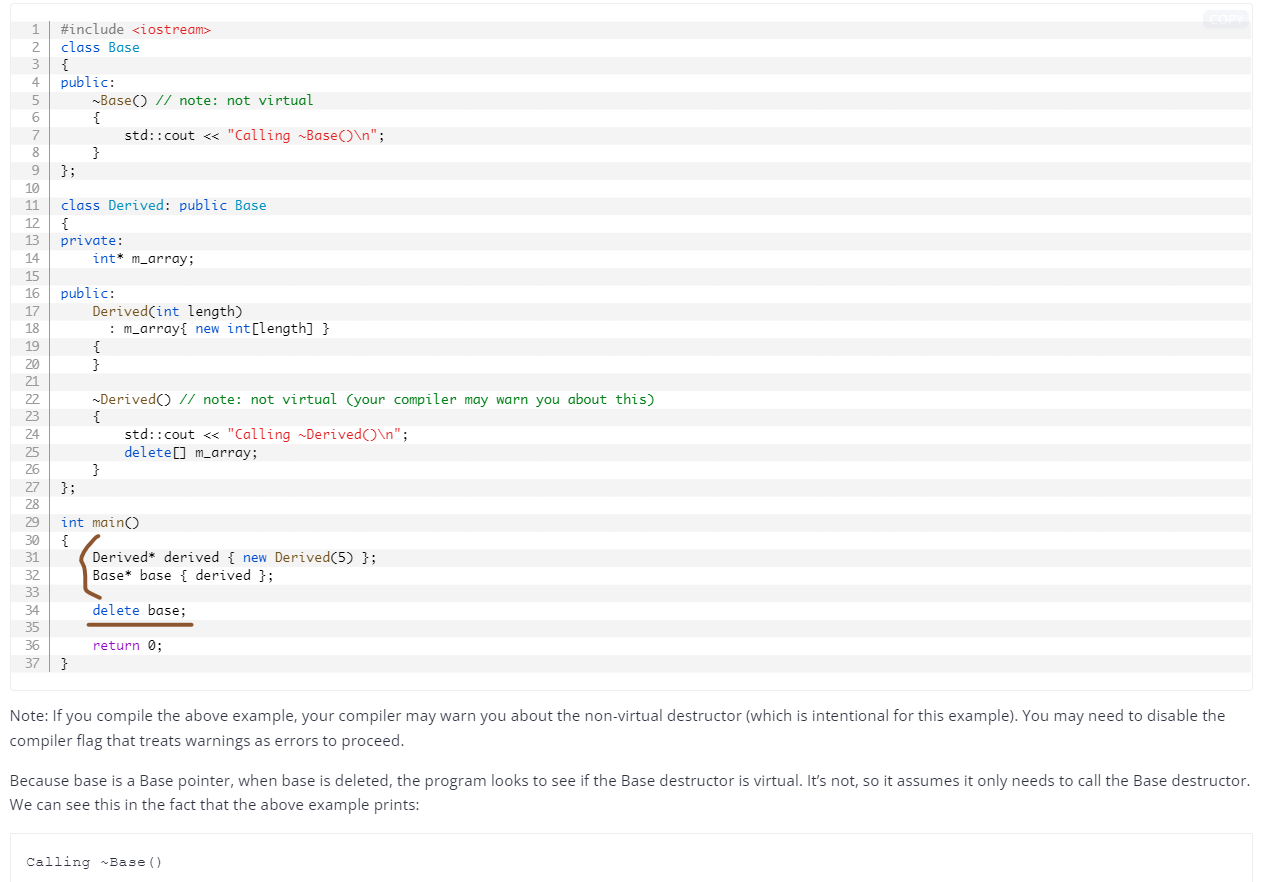 COPY
1 #include <iostream>
2 class Base
3 {
4 public:
5     ~Base() // note: not virtual
6     {
7         std::cout << "Calling ~Base()\n";
8     }
9 };
10
11 class Derived: public Base
12 {
13 private:
14     int* m_array;
15
16 public:
17     Derived(int length)
18       : m_array{ new int[length] }
19     {
20     }
21
22     ~Derived() // note: not virtual (your compiler may warn you about this)
23     {
24         std::cout << "Calling ~Derived()\n";
25         delete[] m_array;
26     }
27 };
28
29 int main()
30 {
31     Derived* derived { new Derived(5) };
32     Base* base { derived };
33
34     delete base;
35
36     return 0;
37 }
Note: If you compile the above example, your compiler may warn you about the non-virtual destructor (which is intentional for this example). You may need to disable the
compiler flag that treats warnings as errors to proceed.
Because base is a Base pointer, when base is deleted, the program looks to see if the Base destructor is virtual. It’s not, so it assumes it only needs to call the Base destructor.
We can see this in the fact that the above example prints:
Calling ~Base()